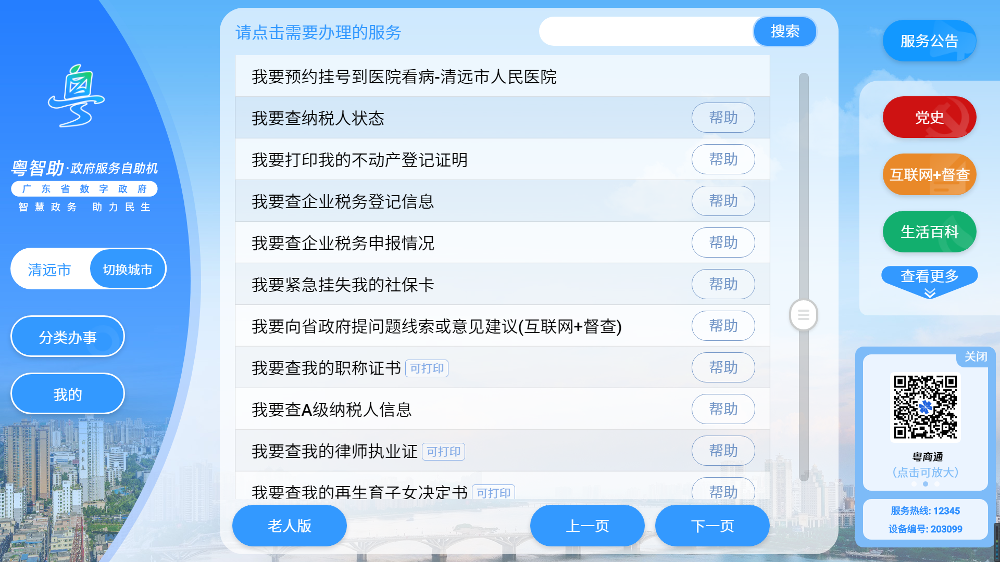 粤智助·政府服务自助机
广东省数字政府
智慧政务 助力民生
清远市
切换城市
分类办事
我的
请点击需要办理的服务
搜索
我要预约挂号到医院看病-清远市人民医院
我要查纳税人状态
帮助
我要打印我的不动产登记证明
帮助
我要查企业税务登记信息
帮助
我要查企业税务申报情况
帮助
我要紧急挂失我的社保卡
帮助
我要向省政府提问题线索或意见建议(互联网+督查)
帮助
我要查我的职称证书 可打印
帮助
我要查A级纳税人信息
帮助
我要查我的律师执业证 可打印
帮助
我要查我的再生育子女决定书 可打印
帮助
老人版
上一页
下一页
服务公告
党史
互联网+督查
生活百科
查看更多
关闭
粤商通
（点击可放大）
服务热线: 12345
设备编号: 203099